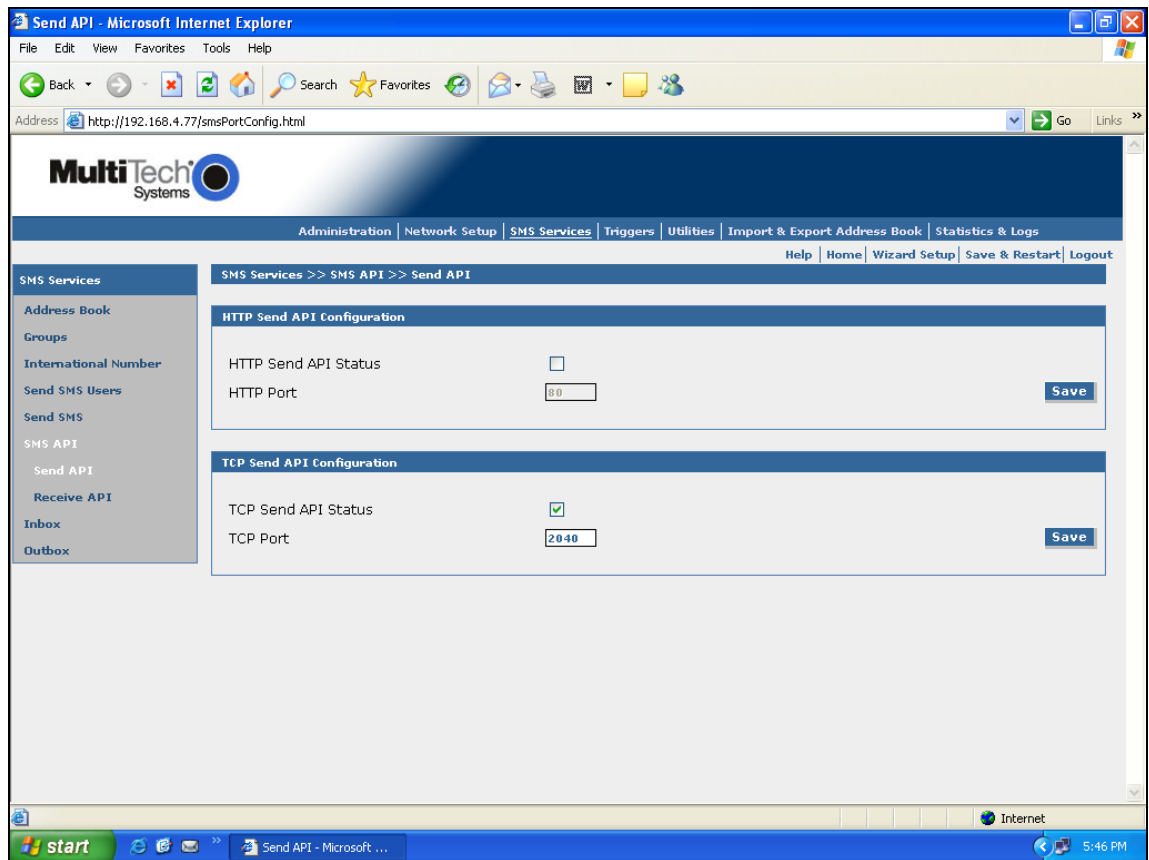 Send API - Microsoft Internet Explorer
File Edit View Favorites Tools Help
Back Search Favorites
Address http://192.168.4.77/smsPortConfig.html Go Links »
MultiTech
Systems
Administration | Network Setup | SMS Services | Triggers | Utilities | Import & Export Address Book | Statistics & Logs
Help | Home | Wizard Setup | Save & Restart | Logout
SMS Services
Address Book
Groups
International Number
Send SMS Users
Send SMS
SMS API
Send API
Receive API
Inbox
Outbox
SMS Services >> SMS API >> Send API
HTTP Send API Configuration
HTTP Send API Status
HTTP Port 80 Save
TCP Send API Configuration
TCP Send API Status
TCP Port 2040 Save
Internet
start » Send API - Microsoft ... 5:46 PM